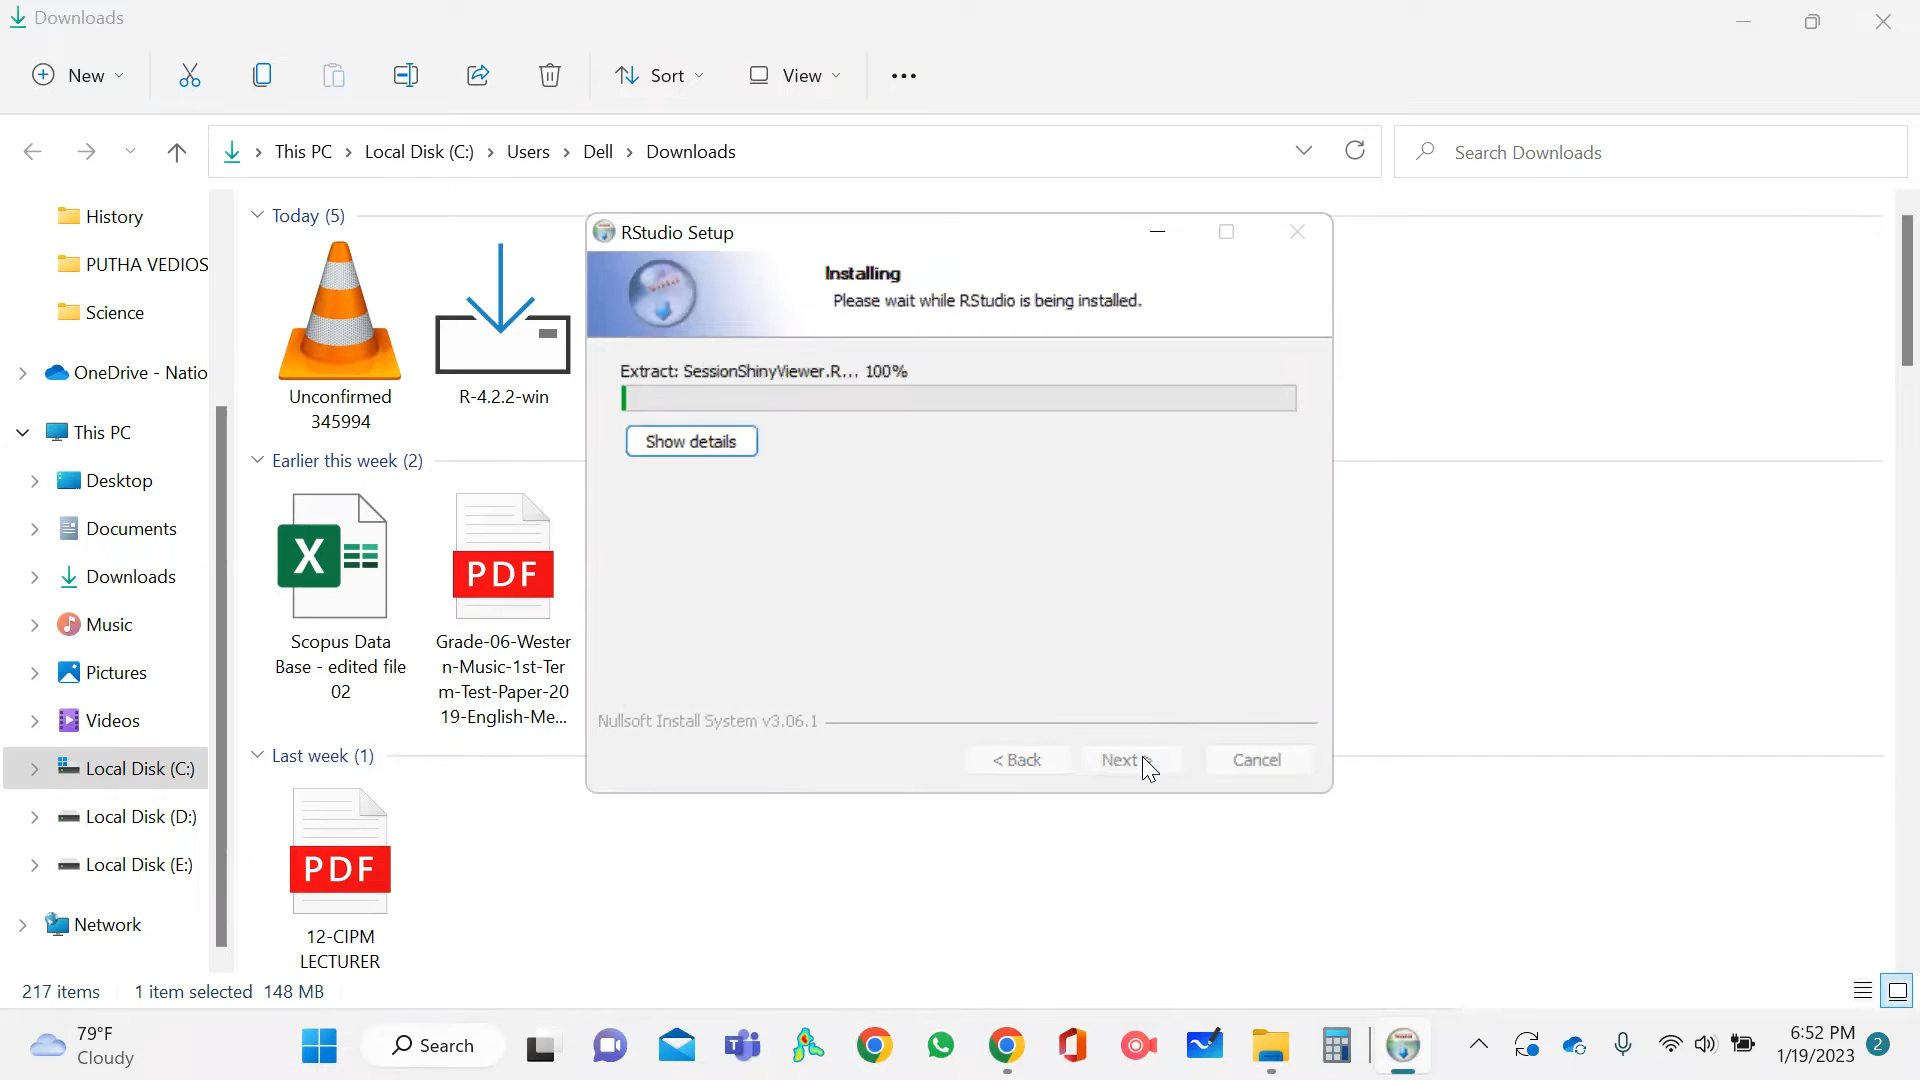 Downloads
New
Sort
View
This PC
Local Disk (C:)
Users
Dell
Downloads
Search Downloads
History
PUTHA VEDIOS
Science
OneDrive - Natio
This PC
Desktop
Documents
Downloads
Music
Pictures
Videos
Local Disk (C:)
Local Disk (D:)
Local Disk (E:)
Network
Today (5)
Unconfirmed
345994
R-4.2.2-win
Earlier this week (2)
Scopus Data
Base - edited file
02
PDF
Grade-06-Wester
n-Music-1st-Ter
m-Test-Paper-20
19-English-Me...
Last week (1)
PDF
12-CIPM
LECTURER
RStudio Setup
Installing
Please wait while RStudio is being installed.
Extract: SessionShinyViewer.R... 100%
Show details
Nullsoft Install System v3.06.1
< Back
Next
Cancel
217 items
1 item selected 148 MB
79°F
Cloudy
Search
6:52 PM
1/19/2023
2